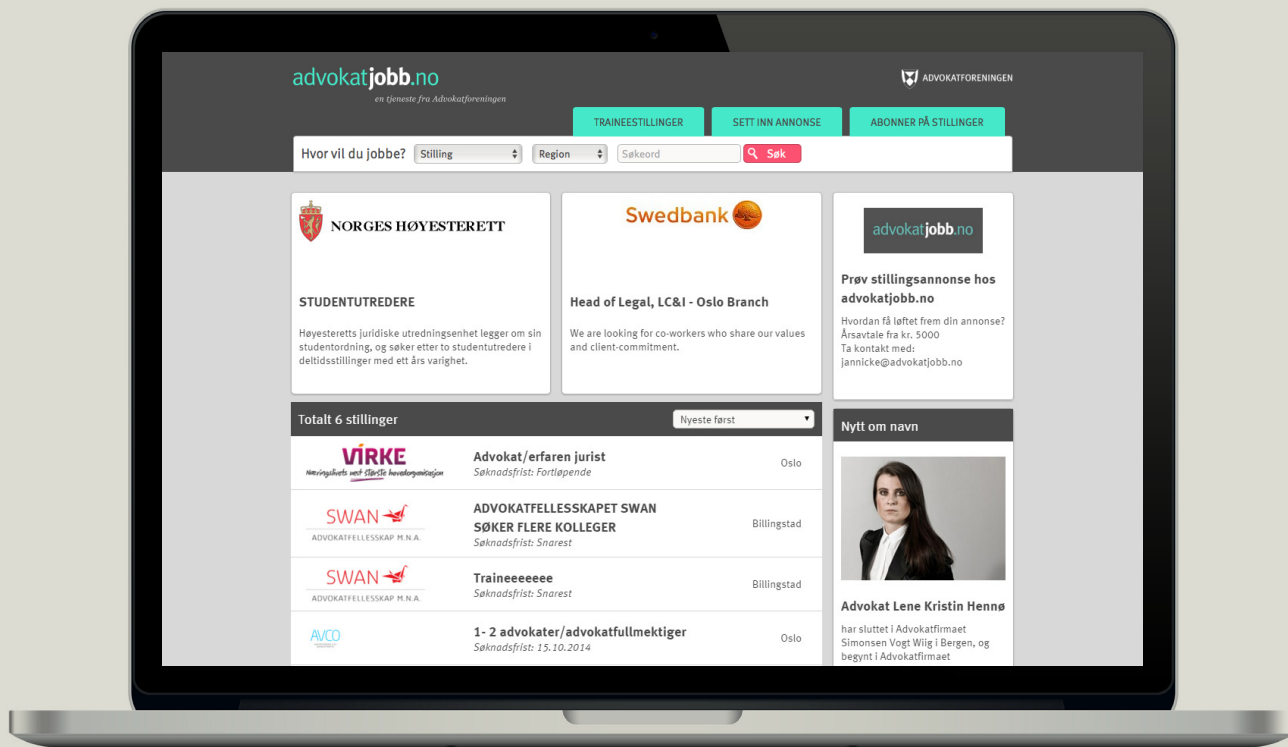 advokatjobb.no
en tjeneste fra Advokatforeningen
ADVOKATFORENINGEN
TRAINEESTILLINGER
SETT INN ANNONSE
ABONNER PÅ STILLINGER
Hvor vil du jobbe?
Stilling
Region
Søkeord
Søk
NORGES HØYESTERETT
STUDENTUTREDERE
Høyesteretts juridiske utredningsenhet legger om sin
studentordning, og søker etter to studentutredere i
deltidsstillinger med ett års varighet.
Swedbank
Head of Legal, LC&I - Oslo Branch
We are looking for co-workers who share our values
and client-commitment.
advokatjobb.no
Prøv stillingsannonse hos
advokatjobb.no
Hvordan få løftet frem din annonse?
Årsavtale fra kr. 5000
Ta kontakt med:
jannicke@advokatjobb.no
Totalt 6 stillinger
Nyeste først
VIRKE
Næringslivets nest største hovedorganisasjon
Advokat/erfaren jurist
Søknadsfrist: Fortløpende
Oslo
SWAN
ADVOKATFELLESSKAP M.N.A.
ADVOKATFELLESSKAPET SWAN
SØKER FLERE KOLLEGER
Søknadsfrist: Snarest
Billingstad
SWAN
ADVOKATFELLESSKAP M.N.A.
Traineeeeeee
Søknadsfrist: Snarest
Billingstad
AVCO
1- 2 advokater/advokatfullmektiger
Søknadsfrist: 15.10.2014
Oslo
Nytt om navn
Advokat Lene Kristin Hennø
har sluttet i Advokatfirmaet
Simonsen Vogt Wiig i Bergen, og
begynt i Advokatfirmaet